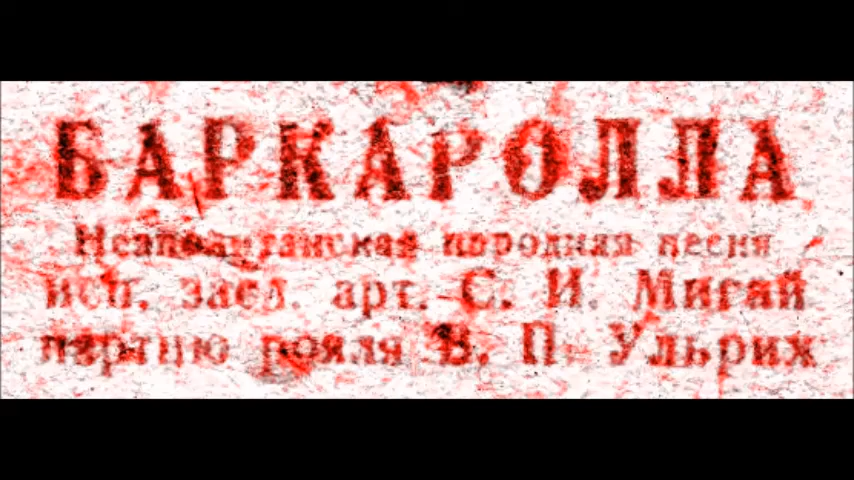 БАРКАРОЛЛА
Неаполитанская народная песня
исп. засл. арт. С. И. Мигай
партию рояля В. П. Ульрих